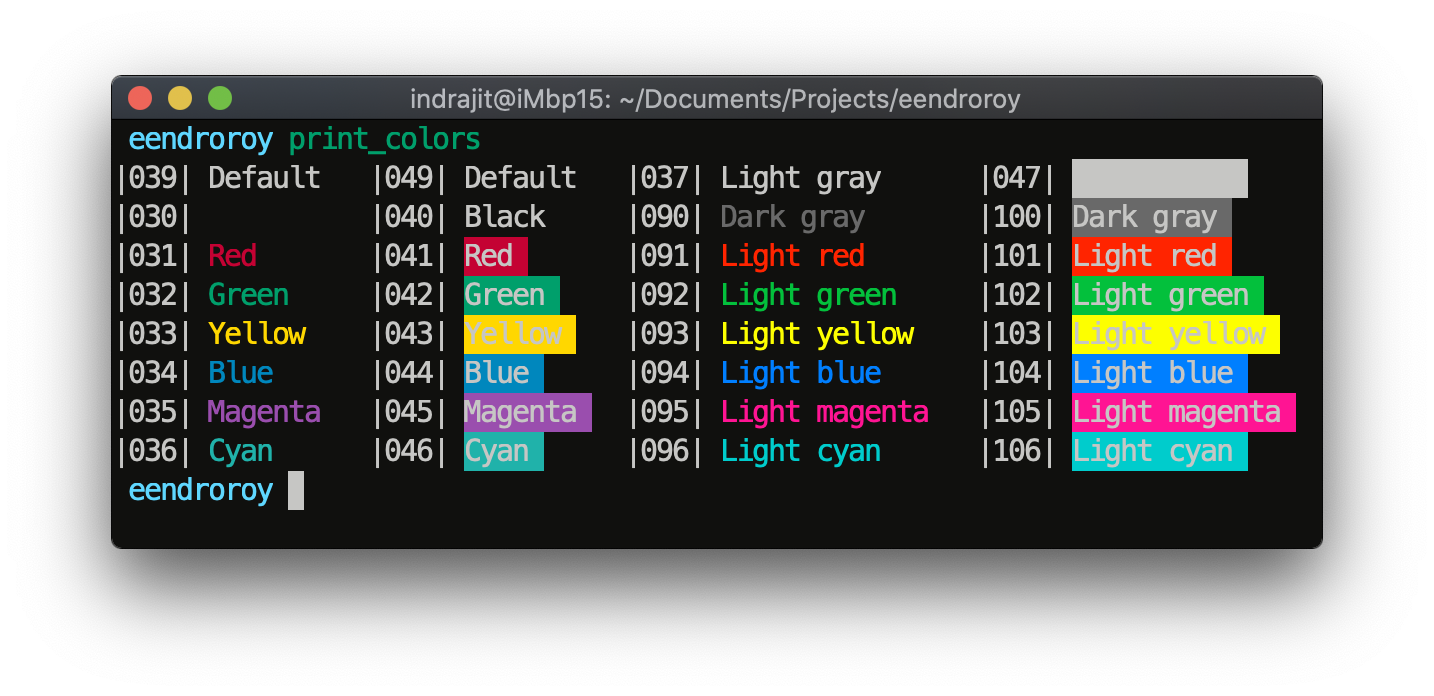 indrajit@iMbp15: ~/Documents/Projects/eendroroy
eendroroy print_colors
|039| Default |049| Default |037| Light gray |047|
|030| |040| Black |090| Dark gray |100| Dark gray
|031| Red |041| Red |091| Light red |101| Light red
|032| Green |042| Green |092| Light green |102| Light green
|033| Yellow |043| Yellow |093| Light yellow |103| Light yellow
|034| Blue |044| Blue |094| Light blue |104| Light blue
|035| Magenta |045| Magenta |095| Light magenta |105| Light magenta
|036| Cyan |046| Cyan |096| Light cyan |106| Light cyan
eendroroy